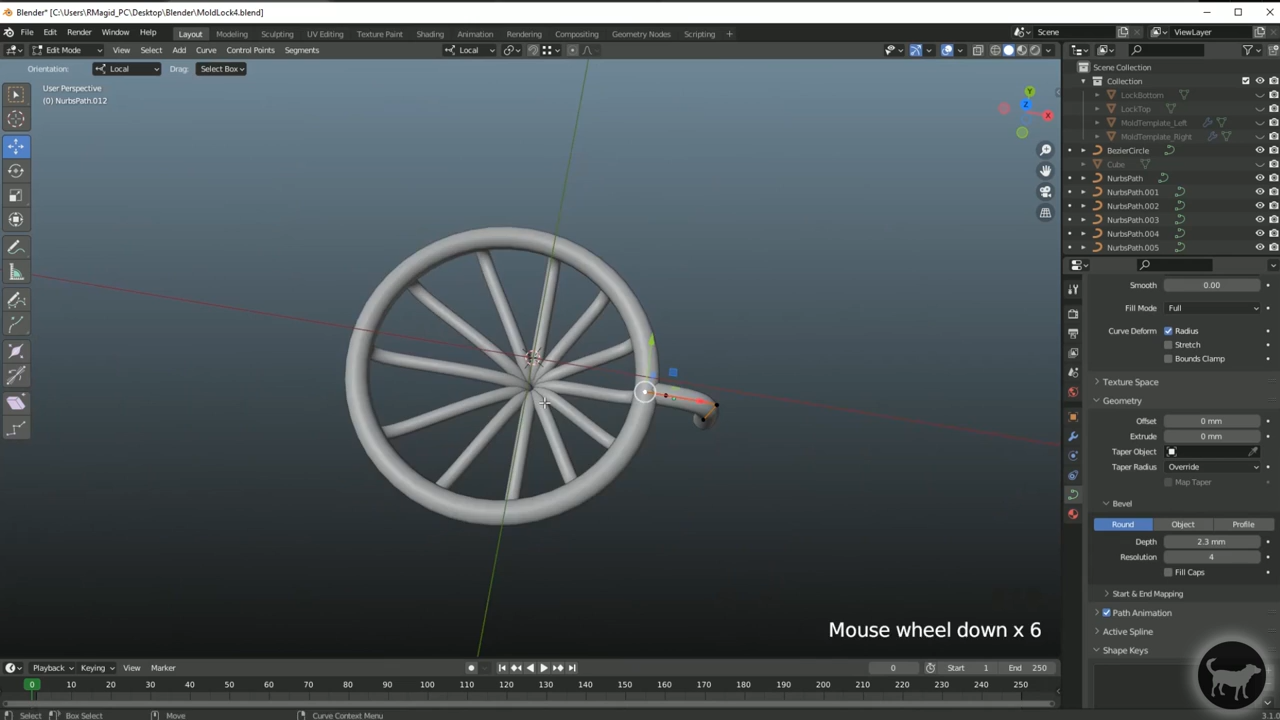 Blender* [C:\Users\RMagid_PC\Desktop\Blender\MoldLock4.blend]
File Edit Render Window Help Layout Modeling Sculpting UV Editing Texture Paint Shading Animation Rendering Compositing Geometry Nodes Scripting + Scene ViewLayer
Edit Mode View Select Add Curve Control Points Segments Local
Orientation: Local Drag: Select Box
User Perspective
(0) NurbsPath.012
Y
Z
X
Scene Collection
Collection
LockBottom
LockTop
MoldTemplate_Left
MoldTemplate_Right
BezierCircle
Cube
NurbsPath
NurbsPath.001
NurbsPath.002
NurbsPath.003
NurbsPath.004
NurbsPath.005
Smooth 0.00
Fill Mode Full
Curve Deform Radius
Stretch
Bounds Clamp
Texture Space
Geometry
Offset 0 mm
Extrude 0 mm
Taper Object
Taper Radius Override
Map Taper
Bevel
Round Object Profile
Depth 2.3 mm
Resolution 4
Fill Caps
Start & End Mapping
Path Animation
Active Spline
Shape Keys
Mouse wheel down x 6
Playback Keying View Marker 0 Start 1 End 250
0 10 20 30 40 50 60 70 80 90 100 110 120 130 140 150 160 170 180 190 200 210 220 230 240 250
Select Box Select Move Curve Context Menu 3.1.0